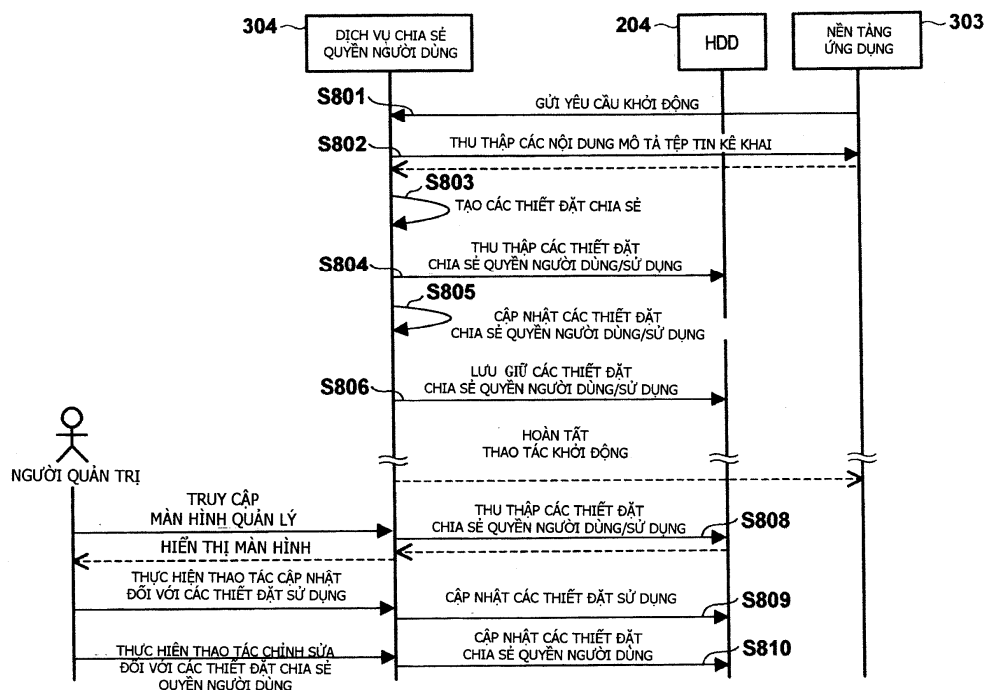 304
DỊCH VỤ CHIA SẺ
QUYỀN NGƯỜI DÙNG
204
HDD
NỀN TẢNG
ỨNG DỤNG
303
S801
GỬI YÊU CẦU KHỞI ĐỘNG
S802
THU THẬP CÁC NỘI DUNG MÔ TẢ TỆP TIN KÊ KHAI
S803
TẠO CÁC THIẾT ĐẶT CHIA SẺ
S804
THU THẬP CÁC THIẾT ĐẶT
CHIA SẺ QUYỀN NGƯỜI DÙNG/SỬ DỤNG
S805
CẬP NHẬT CÁC THIẾT ĐẶT
CHIA SẺ QUYỀN NGƯỜI DÙNG/SỬ DỤNG
S806
LƯU GIỮ CÁC THIẾT ĐẶT
CHIA SẺ QUYỀN NGƯỜI DÙNG/SỬ DỤNG
HOÀN TẤT
THAO TÁC KHỞI ĐỘNG
NGƯỜI QUẢN TRỊ
TRUY CẬP
MÀN HÌNH QUẢN LÝ
THU THẬP CÁC THIẾT ĐẶT
CHIA SẺ QUYỀN NGƯỜI DÙNG/SỬ DỤNG
S808
HIỂN THỊ MÀN HÌNH
THỰC HIỆN THAO TÁC CẬP NHẬT
ĐỐI VỚI CÁC THIẾT ĐẶT SỬ DỤNG
CẬP NHẬT CÁC THIẾT ĐẶT SỬ DỤNG
S809
THỰC HIÊN THAO TÁC CHỈNH SỬA
ĐỐI VỚI CÁC THIẾT ĐẶT CHIA SẺ
QUYỀN NGƯỜI DÙNG
CẬP NHẬT CÁC THIẾT ĐẶT
CHIA SẺ QUYỀN NGƯỜI DÙNG
S810